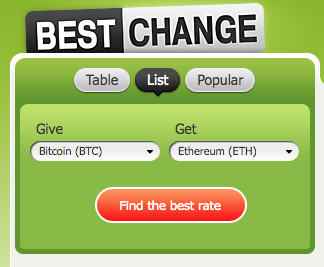 BEST CHANGE
Table List Popular
Give Get
Bitcoin (BTC) Ethereum (ETH)
Find the best rate